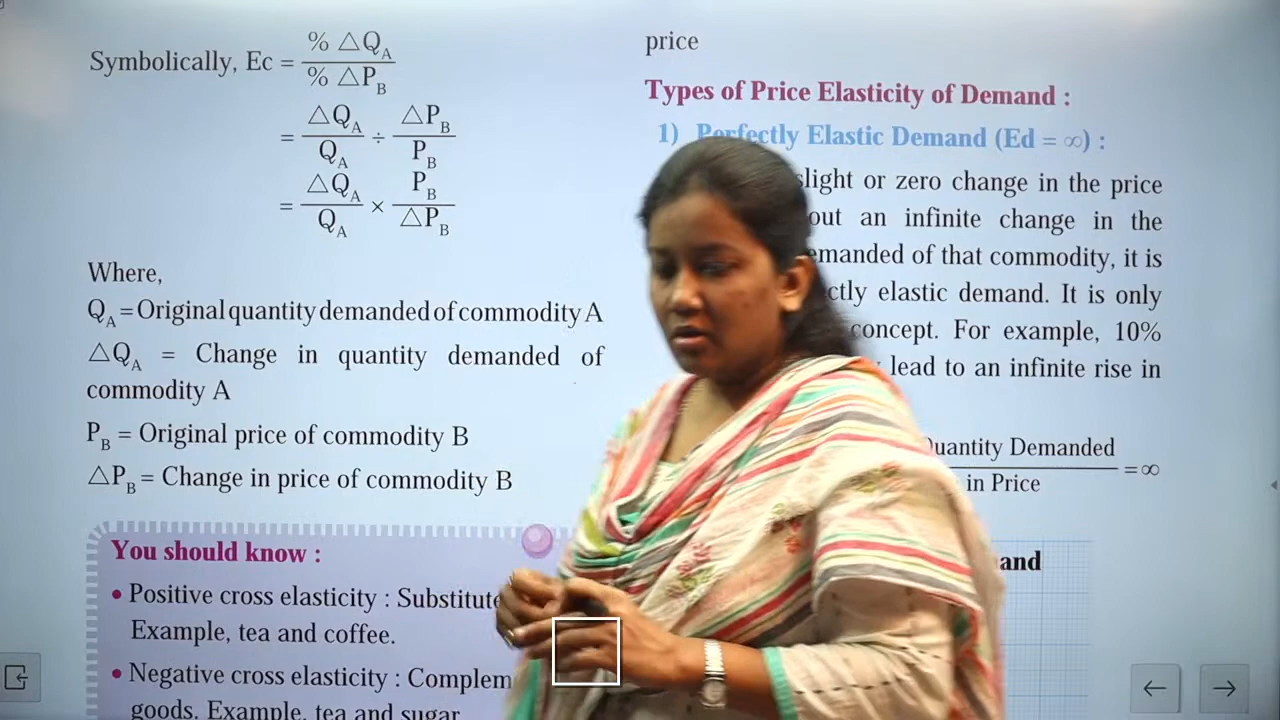 Symbolically, Ec = % △Q_A / % △P_B
= △Q_A / Q_A ÷ △P_B / P_B
= △Q_A / Q_A × P_B / △P_B
Where,
Q_A = Original quantity demanded of commodity A
△Q_A = Change in quantity demanded of
commodity A
P_B = Original price of commodity B
△P_B = Change in price of commodity B
You should know :
• Positive cross elasticity : Substitute
Example, tea and coffee.
• Negative cross elasticity : Complem
goods. Example, tea and sugar
price
Types of Price Elasticity of Demand :
1) Perfectly Elastic Demand (Ed = ∞) :
slight or zero change in the price
out an infinite change in the
emanded of that commodity, it is
ctly elastic demand. It is only
concept. For example, 10%
lead to an infinite rise in
uantity Demanded
in Price
= ∞
and